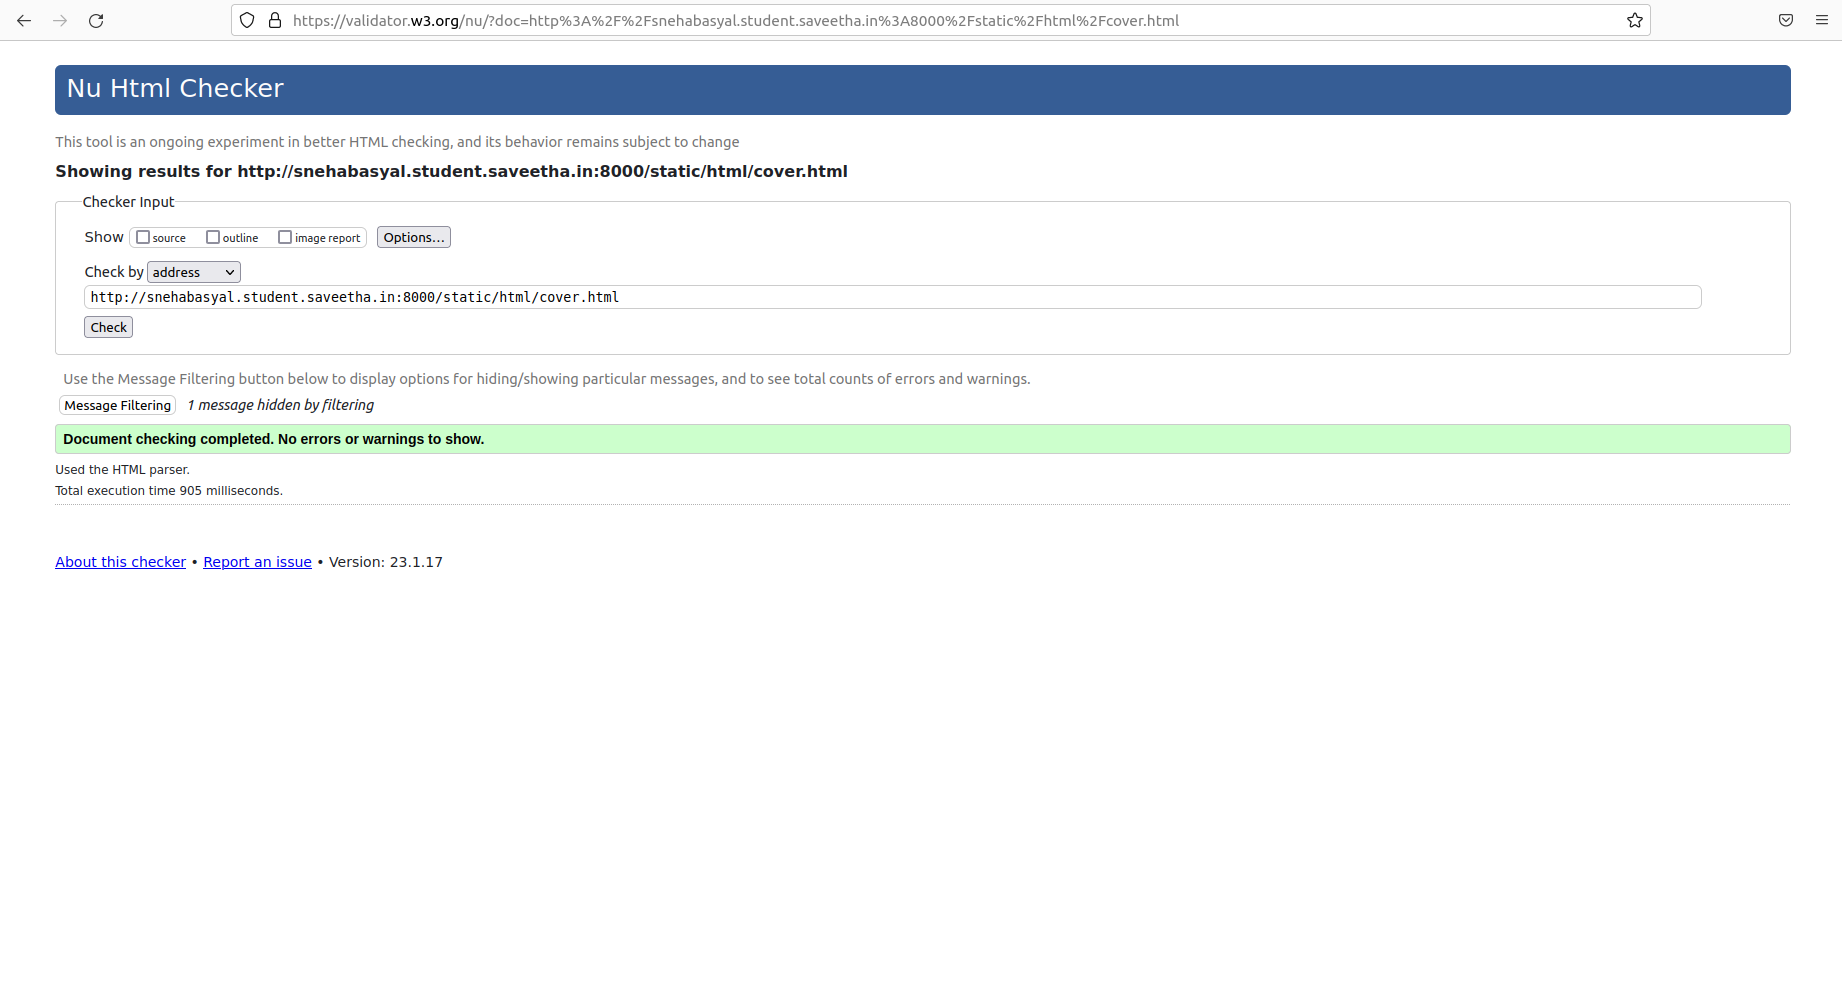 https://validator.w3.org/nu/?doc=http%3A%2F%2Fsnehabasyal.student.saveetha.in%3A8000%2Fstatic%2Fhtml%2Fcover.html
Nu Html Checker
This tool is an ongoing experiment in better HTML checking, and its behavior remains subject to change
Showing results for http://snehabasyal.student.saveetha.in:8000/static/html/cover.html
Checker Input
Show source outline image report Options...
Check by address
http://snehabasyal.student.saveetha.in:8000/static/html/cover.html
Check
Use the Message Filtering button below to display options for hiding/showing particular messages, and to see total counts of errors and warnings.
Message Filtering 1 message hidden by filtering
Document checking completed. No errors or warnings to show.
Used the HTML parser.
Total execution time 905 milliseconds.
About this checker • Report an issue • Version: 23.1.17